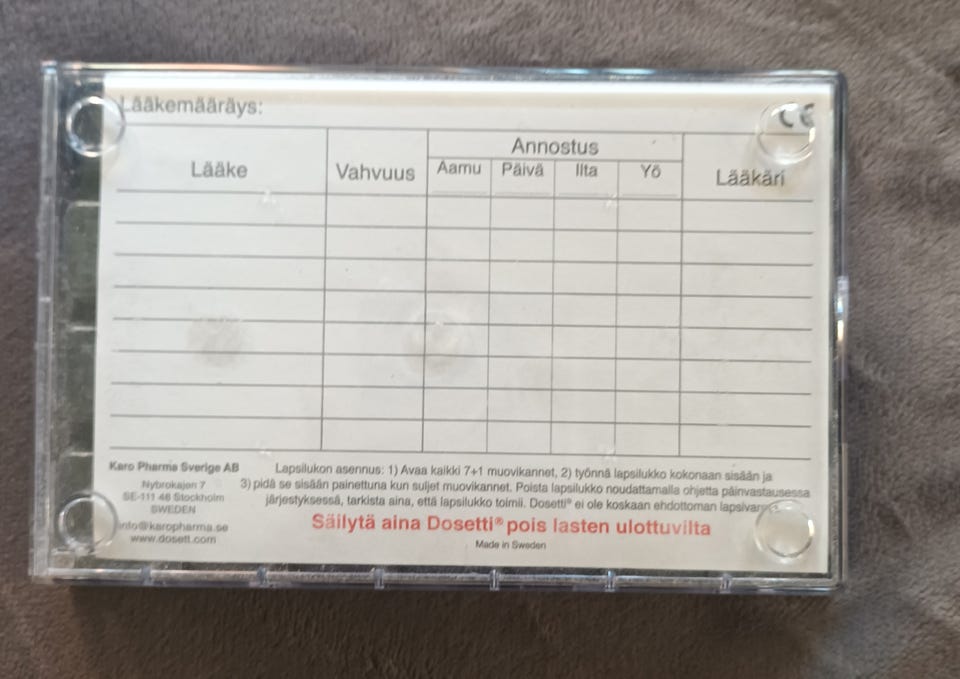 Lääkemääräys:
CE
Annostus
Lääke Vahvuus Aamu Päivä Ilta Yö Lääkäri
Karo Pharma Sverige AB
Nybrokajen 7
SE-111 48 Stockholm
SWEDEN
info@karopharma.se
www.dosett.com
Lapsilukon asennus: 1) Avaa kaikki 7+1 muovikannet, 2) työnnä lapsilukko kokonaan sisään ja
3) pidä se sisään painettuna kun suljet muovikannet. Poista lapsilukko noudattamalla ohjetta päinvastausessa
järjestyksessä, tarkista aina, että lapsilukko toimii. Dosetti® ei ole koskaan ehdottoman
Säilytä aina Dosetti® pois lasten ulottuvilta
Made in Sweden